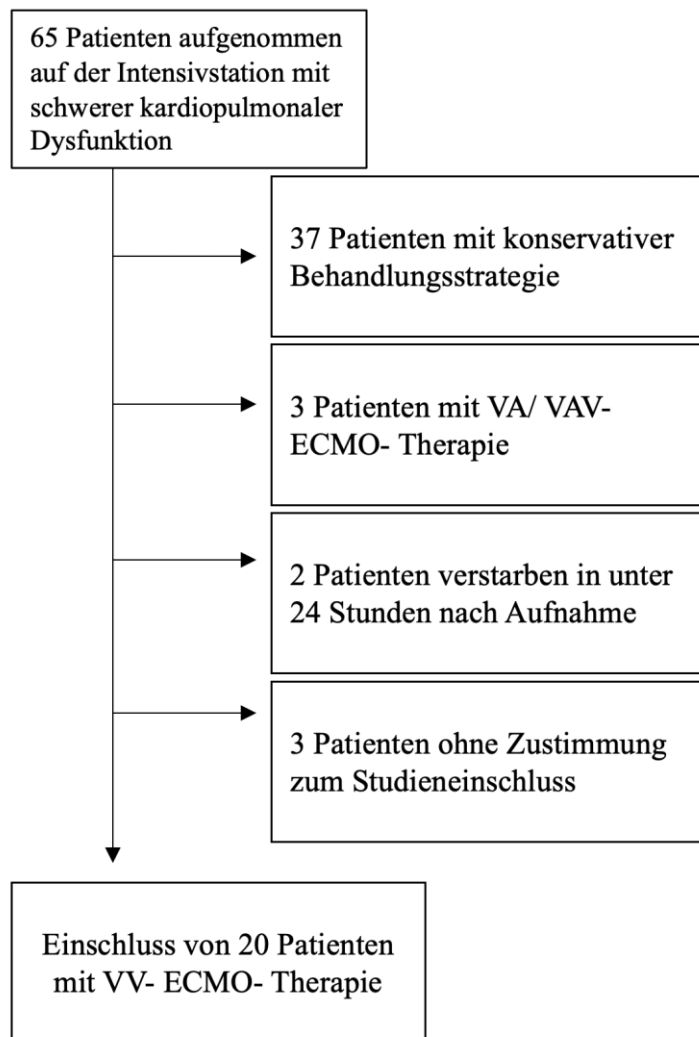 65 Patienten aufgenommen
auf der Intensivstation mit
schwerer kardiopulmonaler
Dysfunktion
37 Patienten mit konservativer
Behandlungsstrategie
3 Patienten mit VA/ VAV-
ECMO- Therapie
2 Patienten verstarben in unter
24 Stunden nach Aufnahme
3 Patienten ohne Zustimmung
zum Studieneinschluss
Einschluss von 20 Patienten
mit VV- ECMO- Therapie